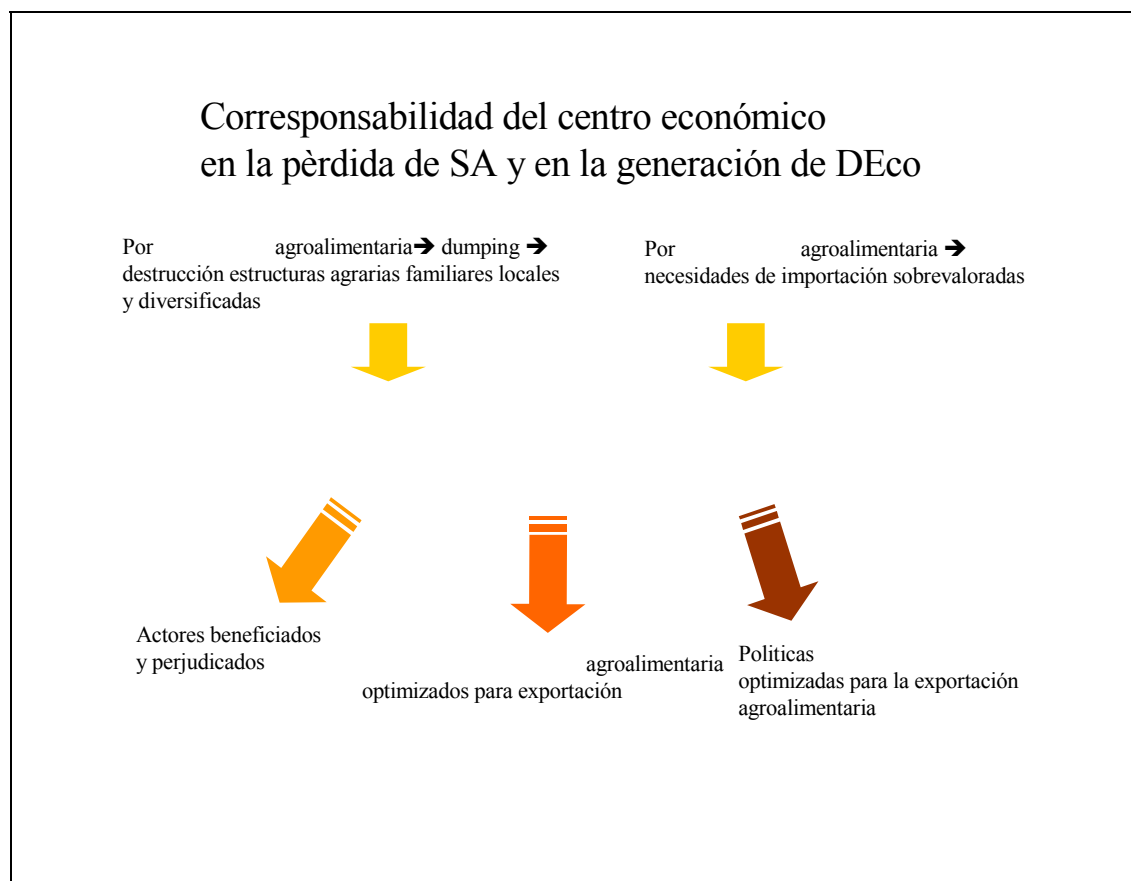 Corresponsabilidad del centro económico
en la pèrdida de SA y en la generación de DEco
Por agroalimentaria➔ dumping ➔
destrucción estructuras agrarias familiares locales
y diversificadas
Por agroalimentaria ➔
necesidades de importación sobrevaloradas
Actores beneficiados
y perjudicados
agroalimentaria
optimizados para exportación
Politicas
optimizadas para la exportación
agroalimentaria